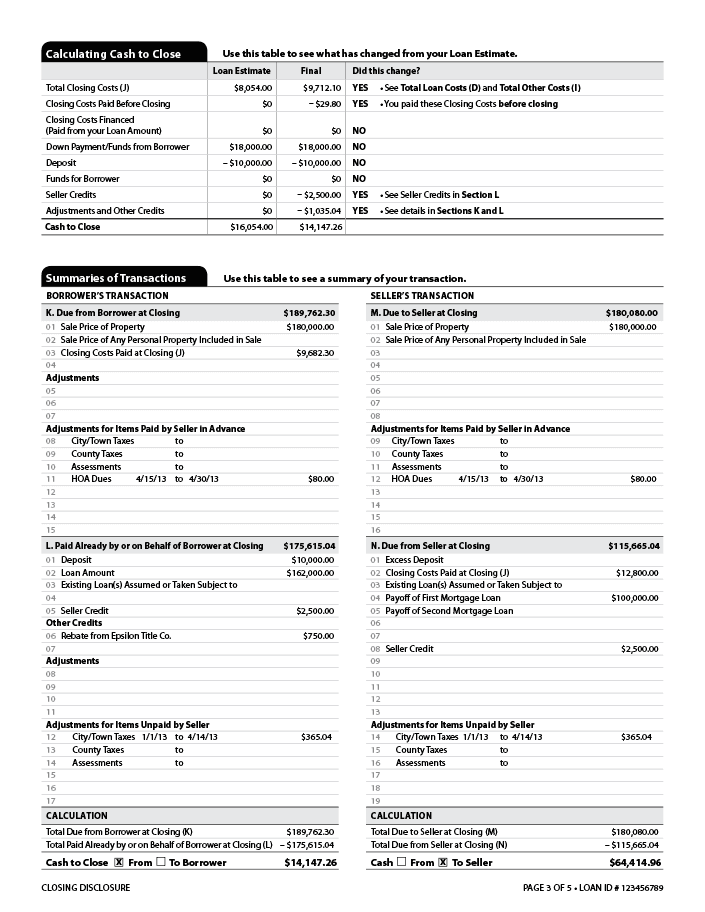 Calculating Cash to Close Use this table to see what has changed from your Loan Estimate.
Loan Estimate Final Did this change?
Total Closing Costs (J) $8,054.00 $9,712.10 YES • See Total Loan Costs (D) and Total Other Costs (I)
Closing Costs Paid Before Closing $0 – $29.80 YES • You paid these Closing Costs before closing
Closing Costs Financed
(Paid from your Loan Amount) $0 $0 NO
Down Payment/Funds from Borrower $18,000.00 $18,000.00 NO
Deposit – $10,000.00 – $10,000.00 NO
Funds for Borrower $0 $0 NO
Seller Credits $0 – $2,500.00 YES • See Seller Credits in Section L
Adjustments and Other Credits $0 – $1,035.04 YES • See details in Sections K and L
Cash to Close $16,054.00 $14,147.26
Summaries of Transactions Use this table to see a summary of your transaction.
BORROWER'S TRANSACTION
K. Due from Borrower at Closing $189,762.30
01 Sale Price of Property $180,000.00
02 Sale Price of Any Personal Property Included in Sale
03 Closing Costs Paid at Closing (J) $9,682.30
04
Adjustments
05
06
07
Adjustments for Items Paid by Seller in Advance
08 City/Town Taxes to
09 County Taxes to
10 Assessments to
11 HOA Dues 4/15/13 to 4/30/13 $80.00
12
13
14
15
L. Paid Already by or on Behalf of Borrower at Closing $175,615.04
01 Deposit $10,000.00
02 Loan Amount $162,000.00
03 Existing Loan(s) Assumed or Taken Subject to
04
05 Seller Credit $2,500.00
Other Credits
06 Rebate from Epsilon Title Co. $750.00
07
Adjustments
08
09
10
11
Adjustments for Items Unpaid by Seller
12 City/Town Taxes 1/1/13 to 4/14/13 $365.04
13 County Taxes to
14 Assessments to
15
16
17
CALCULATION
Total Due from Borrower at Closing (K) $189,762.30
Total Paid Already by or on Behalf of Borrower at Closing (L) – $175,615.04
Cash to Close X From To Borrower $14,147.26
SELLER'S TRANSACTION
M. Due to Seller at Closing $180,080.00
01 Sale Price of Property $180,000.00
02 Sale Price of Any Personal Property Included in Sale
03
04
05
06
07
08
Adjustments for Items Paid by Seller in Advance
09 City/Town Taxes to
10 County Taxes to
11 Assessments to
12 HOA Dues 4/15/13 to 4/30/13 $80.00
13
14
15
16
N. Due from Seller at Closing $115,665.04
01 Excess Deposit
02 Closing Costs Paid at Closing (J) $12,800.00
03 Existing Loan(s) Assumed or Taken Subject to
04 Payoff of First Mortgage Loan $100,000.00
05 Payoff of Second Mortgage Loan
06
07
08 Seller Credit $2,500.00
09
10
11
12
13
Adjustments for Items Unpaid by Seller
14 City/Town Taxes 1/1/13 to 4/14/13 $365.04
15 County Taxes to
16 Assessments to
17
18
19
CALCULATION
Total Due to Seller at Closing (M) $180,080.00
Total Due from Seller at Closing (N) – $115,665.04
Cash From X To Seller $64,414.96
CLOSING DISCLOSURE PAGE 3 OF 5 • LOAN ID # 123456789